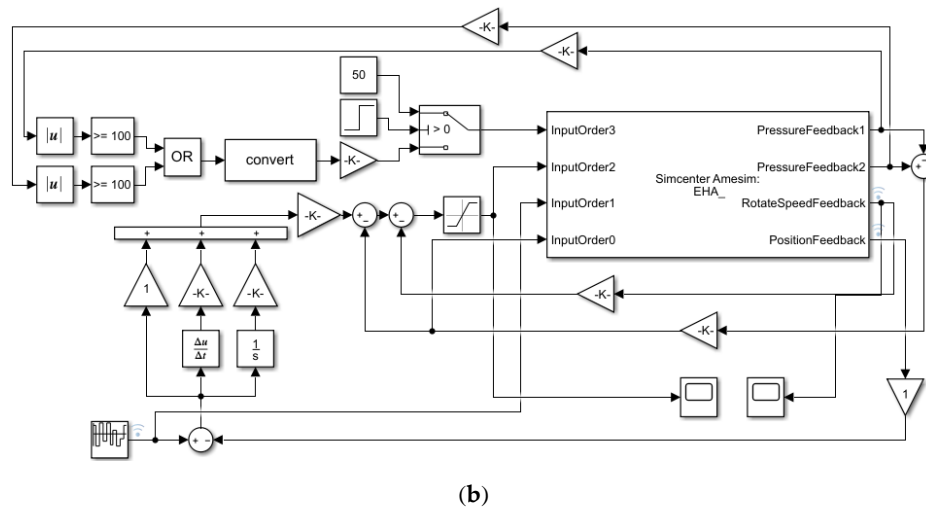 -K-
-K-
50
|u|
>= 100
> 0
InputOrder3
PressureFeedback1
OR
convert
-K-
|u|
>= 100
InputOrder2
Simcenter Amesim:
EHA_
PressureFeedback2
-K-
+
-
+
-
InputOrder1
RotateSpeedFeedback
+
-
InputOrder0
PositionFeedback
+
+
+
1
-K-
-K-
-K-
-K-
Δu
Δt
1
s
1
+
-
(b)